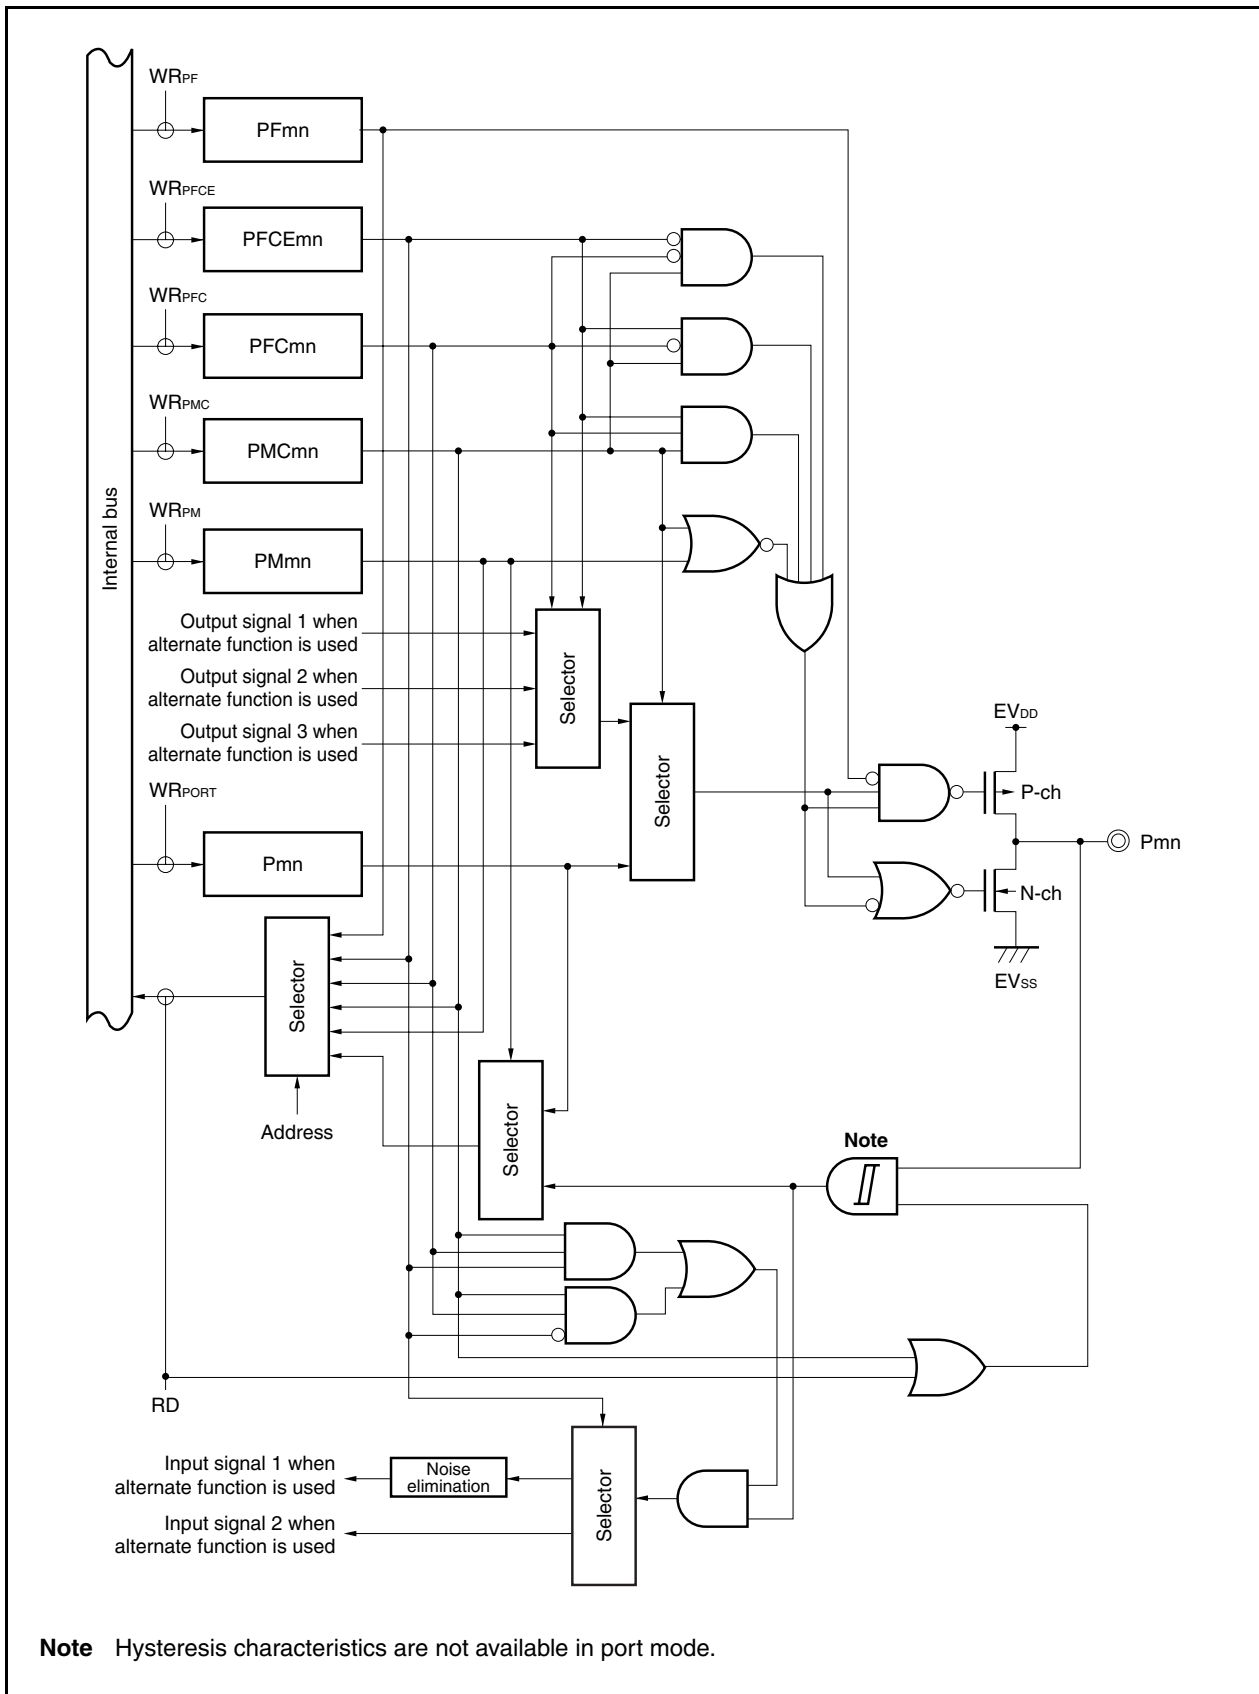 WRPF
PFmn
WRPFCE
PFCEmn
WRPFC
PFCmn
WRPMC
PMCmn
Internal bus
WRPM
PMmn
Output signal 1 when
alternate function is used
Output signal 2 when
alternate function is used
Output signal 3 when
alternate function is used
Selector
Selector
EVDD
P-ch
WRPORT
Pmn
Pmn
N-ch
EVSS
Selector
Address
Selector
Note
RD
Input signal 1 when
alternate function is used
Noise
elimination
Selector
Input signal 2 when
alternate function is used
Note Hysteresis characteristics are not available in port mode.